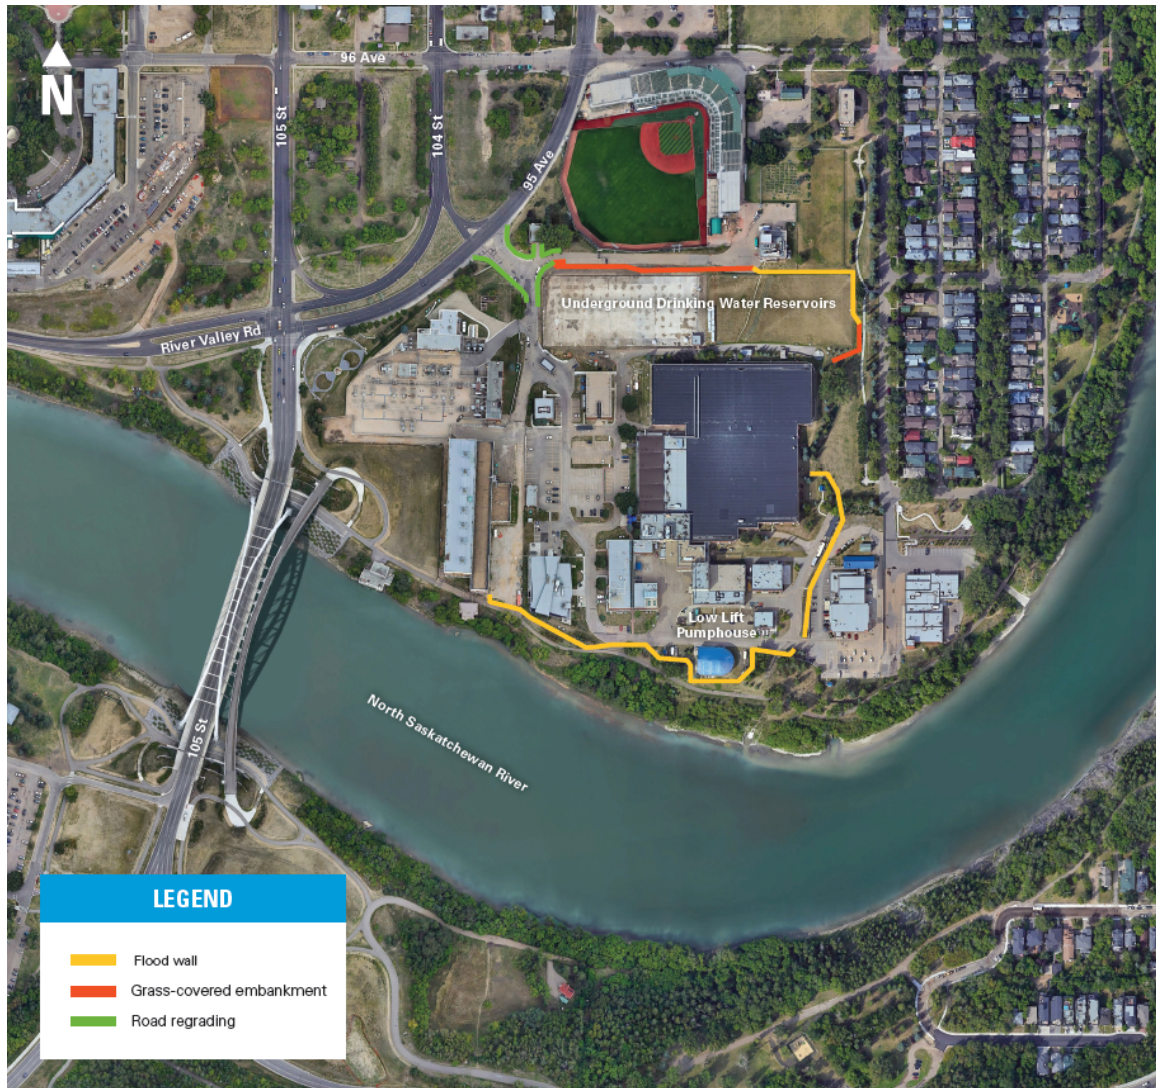 N
96 Ave
105 St
104 St
95 Ave
Underground Drinking Water Reservoirs
River Valley Rd
Low Lift
Pumphouse
North Saskatchewan River
105 St
LEGEND
Flood wall
Grass-covered embankment
Road regrading